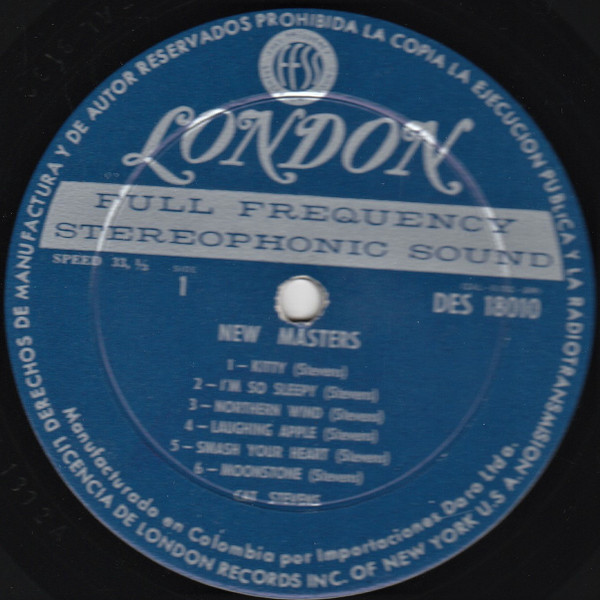 DERECHOS DE MANUFACTURA Y DE AUTOR RESERVADOS PROHIBIDA LA COPIA LA EJECUCION PUBLICA Y LA RADIOTRANSMISION
FFSS
LONDON
FULL FREQUENCY
STEREOPHONIC SOUND
SPEED 33,⅓
SIDE
1
DES 18010
NEW MASTERS
1 – KITTY (Stevens)
2 – I'M SO SLEEPY (Stevens)
3 – NORTHERN WIND (Stevens)
4 – LAUGHING APPLE (Stevens)
5 – SMASH YOUR HEART (Stevens)
6 – MOONSTONE (Stevens)
CAT STEVENS
Manufacturado en Colombia por Importaciones Daro Ltda.
LICENCIA DE LONDON RECORDS INC. OF NEW YORK U.S A.